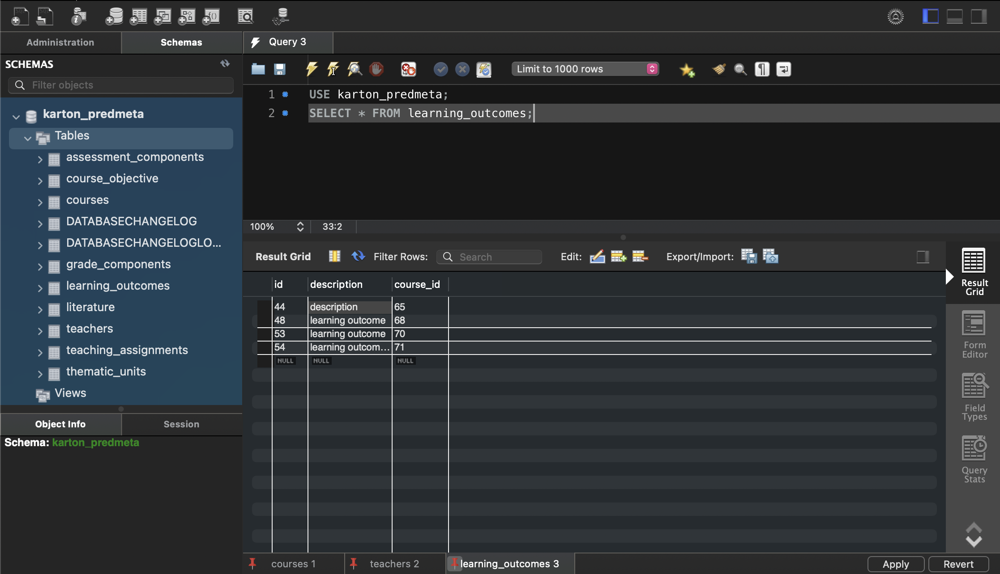 Administration
Schemas
Query 3
SCHEMAS
Filter objects
Limit to 1000 rows
1 USE karton_predmeta;
2 SELECT * FROM learning_outcomes;
karton_predmeta
Tables
assessment_components
course_objective
courses
DATABASECHANGELOG
DATABASECHANGELOGLO...
grade_components
learning_outcomes
literature
teachers
teaching_assignments
thematic_units
Views
Object Info
Session
Schema: karton_predmeta
100%
33:2
Result Grid
Filter Rows:
Search
Edit:
Export/Import:
id description course_id
44 description 65
48 learning outcome 68
53 learning outcome 70
54 learning outcom... 71
NULL NULL NULL
Result
Grid
Form
Editor
Field
Types
Query
Stats
courses 1
teachers 2
learning_outcomes 3
Apply
Revert